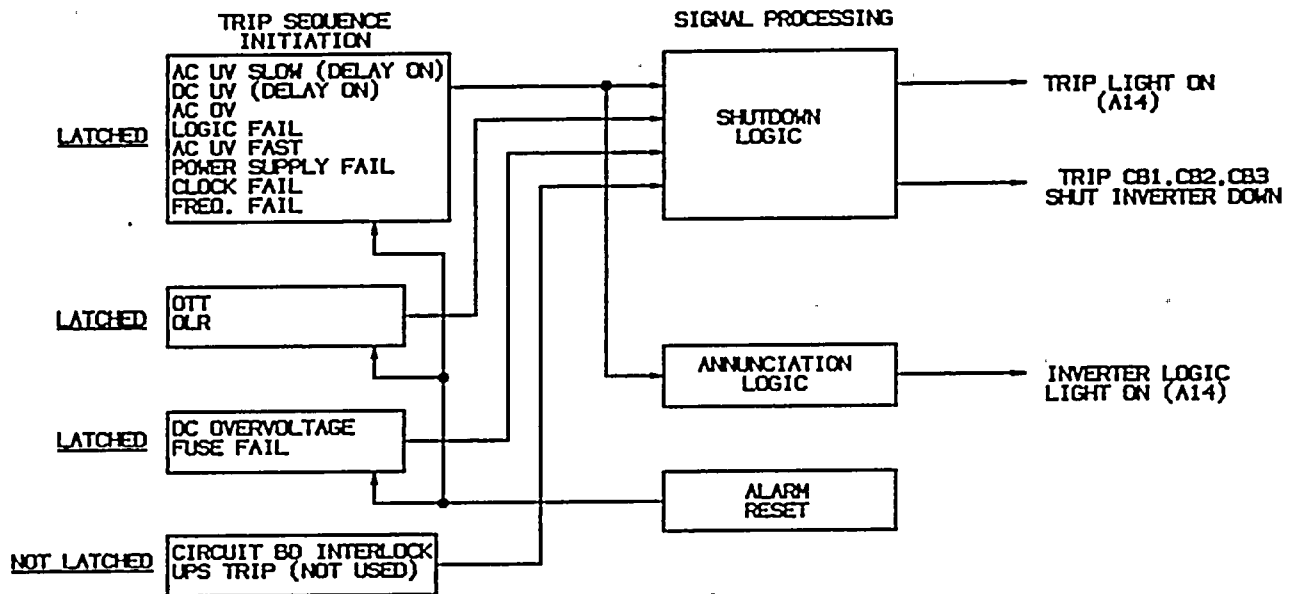 TRIP SEQUENCE
INITIATION
SIGNAL PROCESSING
LATCHED
AC UV SLOW (DELAY ON)
DC UV (DELAY ON)
AC OV
LOGIC FAIL
AC UV FAST
POWER SUPPLY FAIL
CLOCK FAIL
FREQ. FAIL
SHUTDOWN
LOGIC
TRIP LIGHT ON
(A14)
TRIP CB1.CB2.CB3
SHUT INVERTER DOWN
LATCHED
OTT
OLR
ANNUNCIATION
LOGIC
INVERTER LOGIC
LIGHT ON (A14)
LATCHED
DC OVERVOLTAGE
FUSE FAIL
ALARM
RESET
NOT LATCHED
CIRCUIT BD INTERLOCK
UPS TRIP (NOT USED)